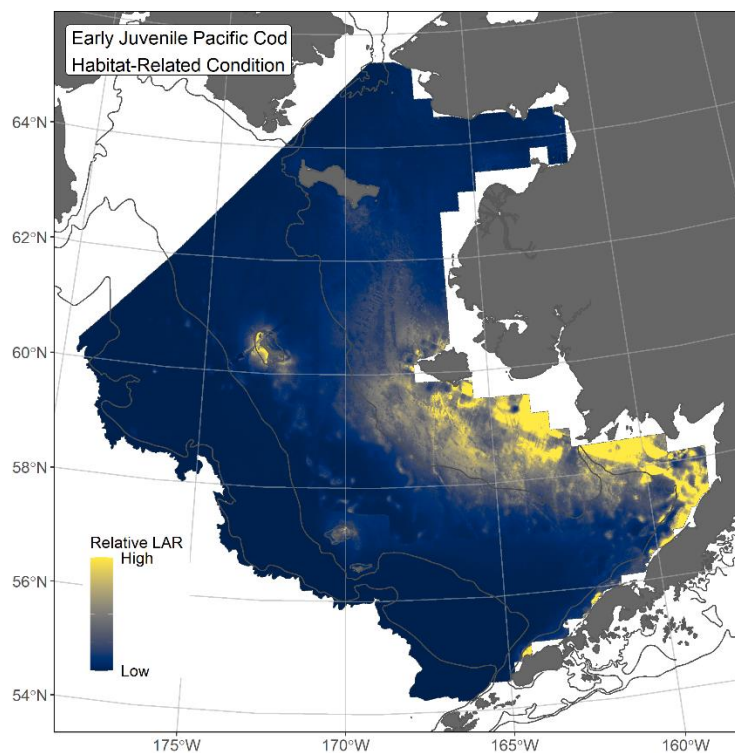 Early Juvenile Pacific Cod
Habitat-Related Condition
64°N
62°N
60°N
58°N
56°N
54°N
Relative LAR
High
Low
175°W
170°W
165°W
160°W